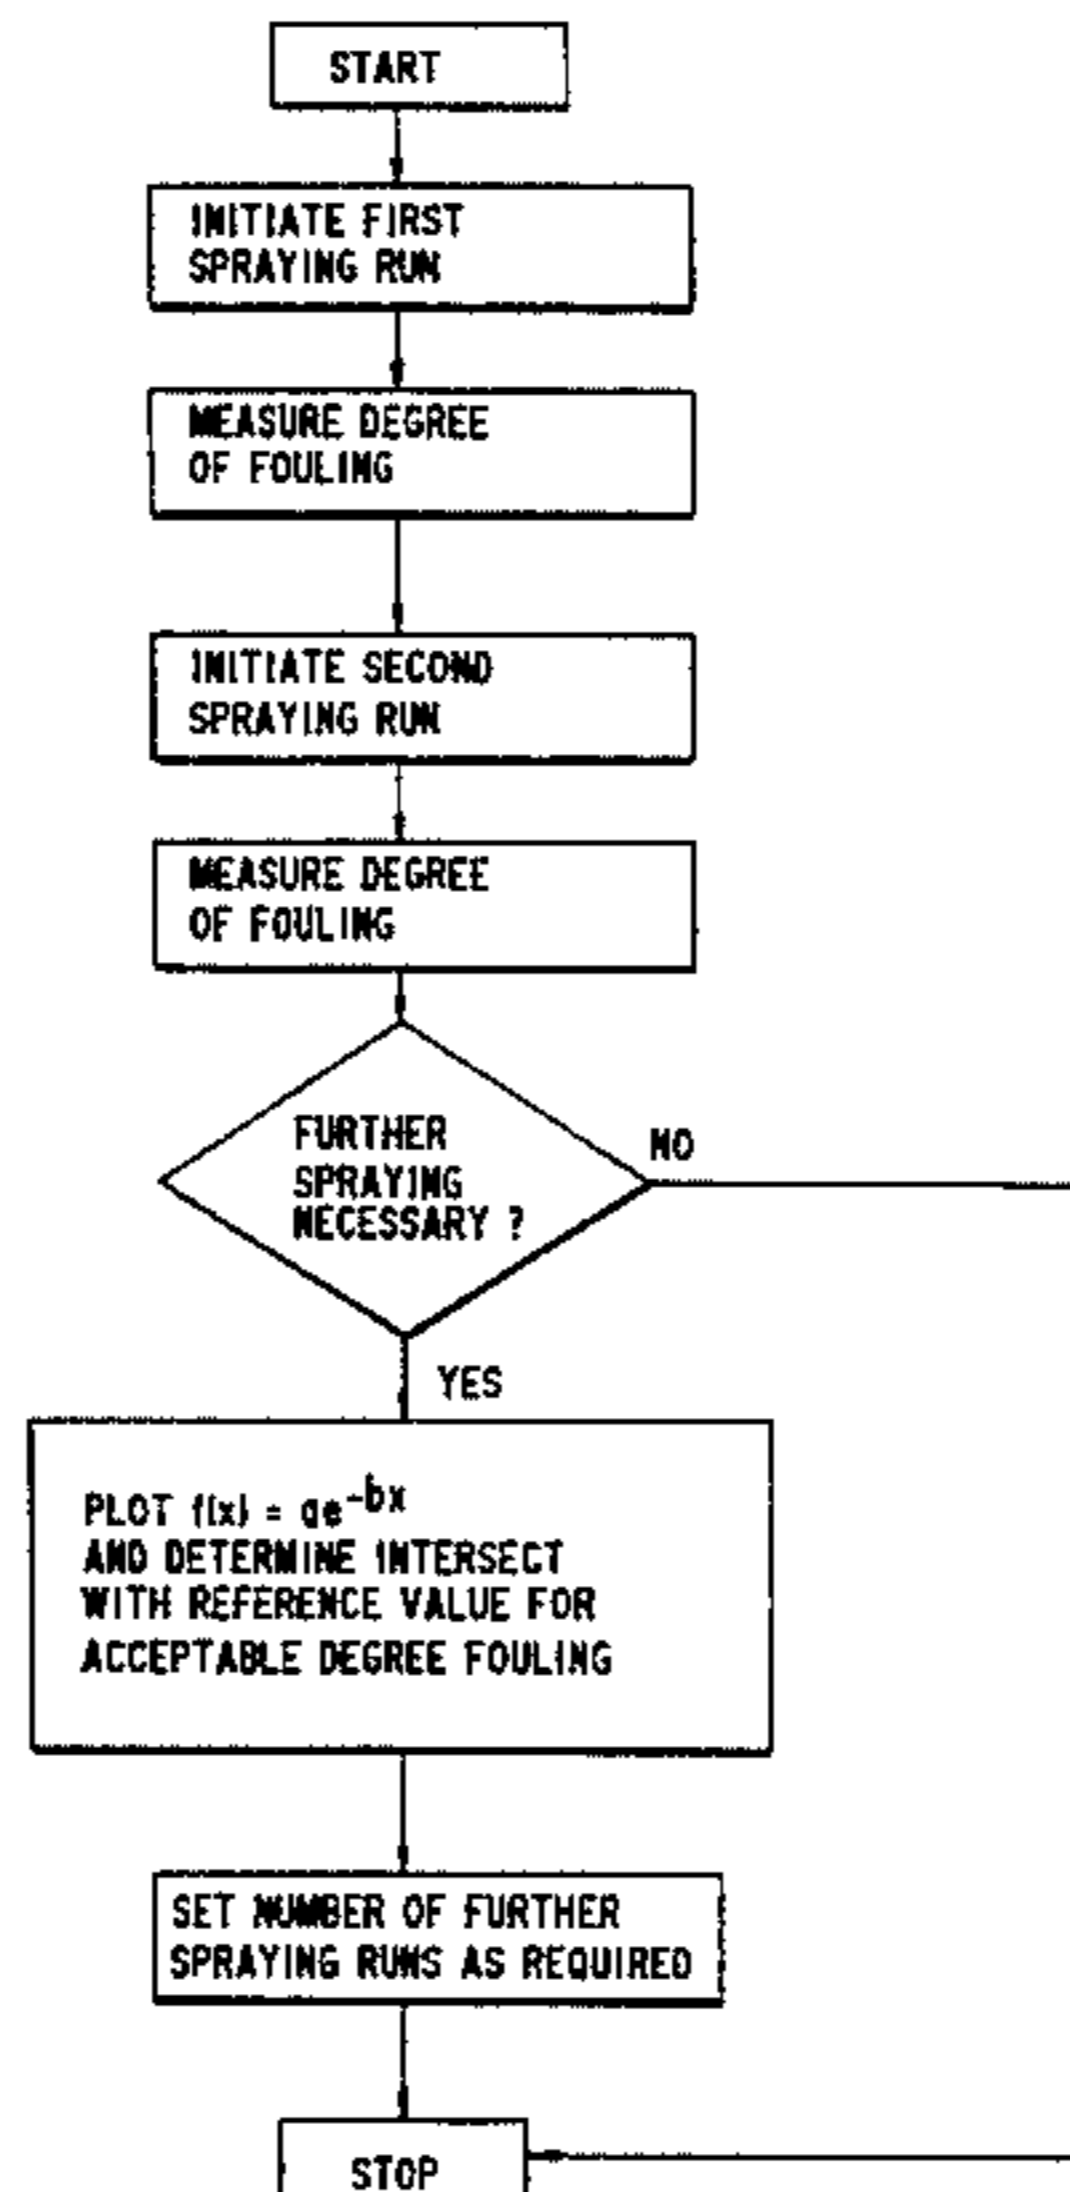 START
INITIATE FIRST
SPRAYING RUN
MEASURE DEGREE
OF FOULING
INITIATE SECOND
SPRAYING RUN
MEASURE DEGREE
OF FOULING
FURTHER
SPRAYING
NECESSARY ?
NO
YES
PLOT f(x) = ae^-bx
AND DETERMINE INTERSECT
WITH REFERENCE VALUE FOR
ACCEPTABLE DEGREE FOULING
SET NUMBER OF FURTHER
SPRAYING RUNS AS REQUIRED
STOP